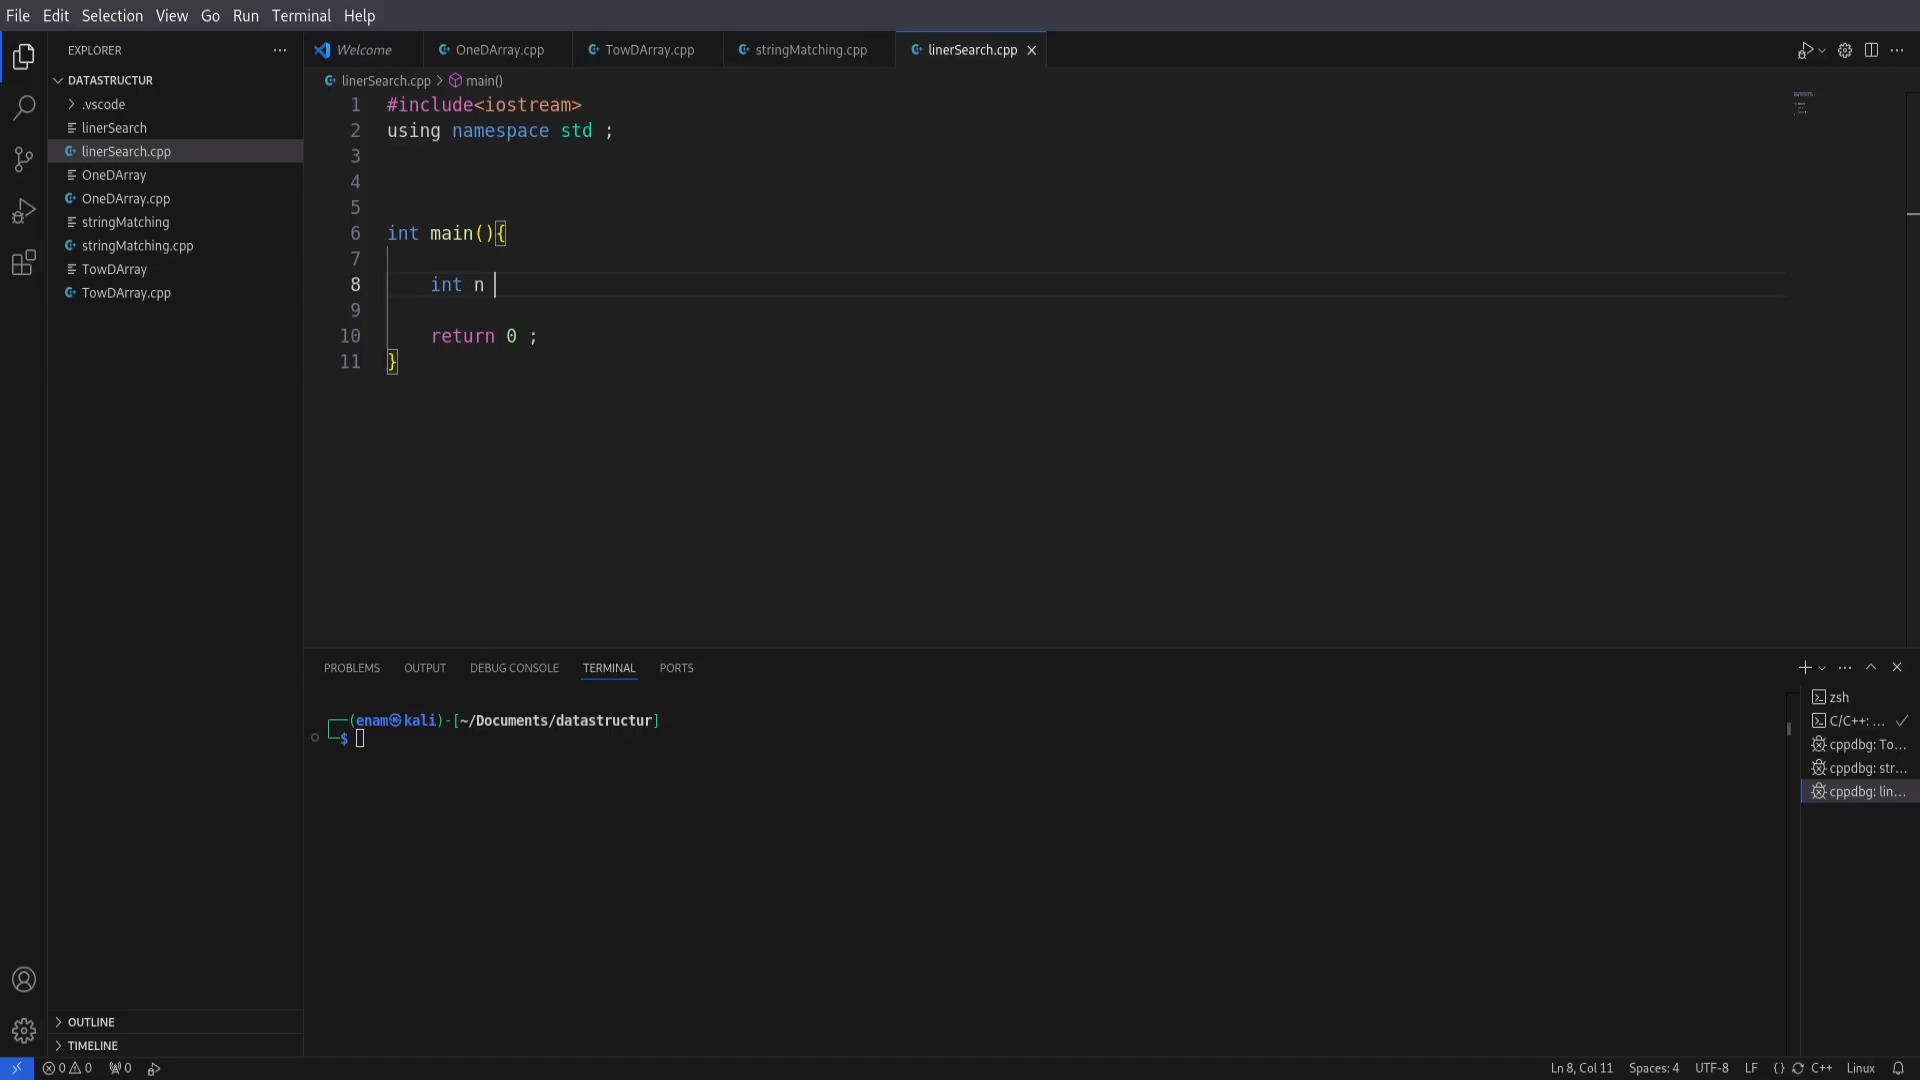 File Edit Selection View Go Run Terminal Help
EXPLORER
Welcome OneDArray.cpp TowDArray.cpp stringMatching.cpp linerSearch.cpp
DATASTRUCTUR
.vscode
linerSearch
linerSearch.cpp
OneDArray
OneDArray.cpp
stringMatching
stringMatching.cpp
TowDArray
TowDArray.cpp
OUTLINE
TIMELINE
linerSearch.cpp > main()
1 #include<iostream>
2 using namespace std ;
3
4
5
6 int main(){
7
8 int n
9
10 return 0 ;
11 }
PROBLEMS OUTPUT DEBUG CONSOLE TERMINAL PORTS
(enam㉿kali)-[~/Documents/datastructur]
$
zsh
C/C++: ...
cppdbg: To...
cppdbg: str...
cppdbg: lin...
0 0 0 Ln 8, Col 11 Spaces: 4 UTF-8 LF {} C++ Linux